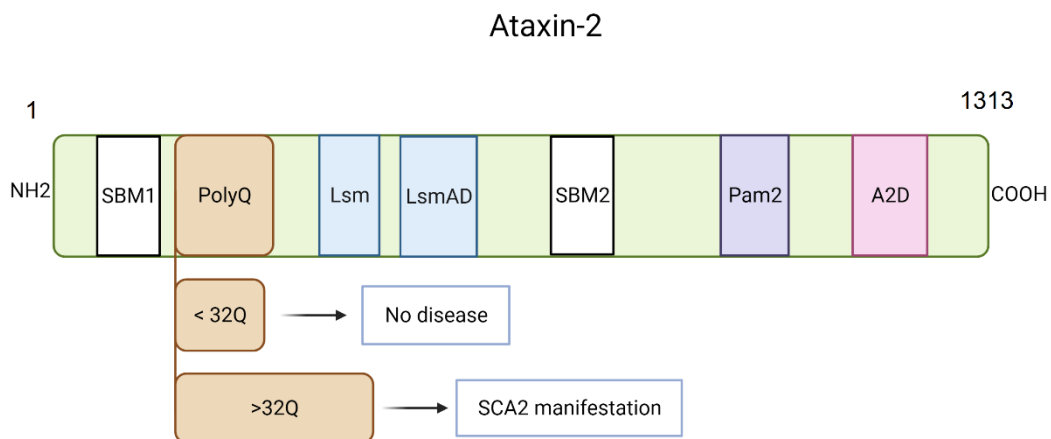 Ataxin-2
1
1313
NH2
SBM1
PolyQ
Lsm
LsmAD
SBM2
Pam2
A2D
COOH
< 32Q
No disease
>32Q
SCA2 manifestation